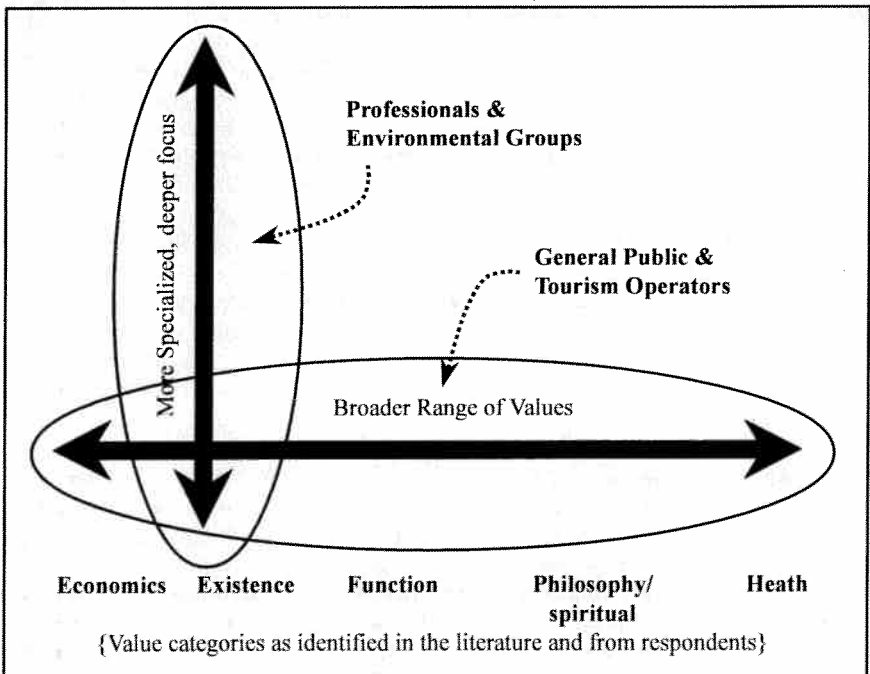 Professionals &
Environmental Groups
More Specialized, deeper focus
General Public &
Tourism Operators
Broader Range of Values
Economics Existence Function Philosophy/ Heath
spiritual
{Value categories as identified in the literature and from respondents}